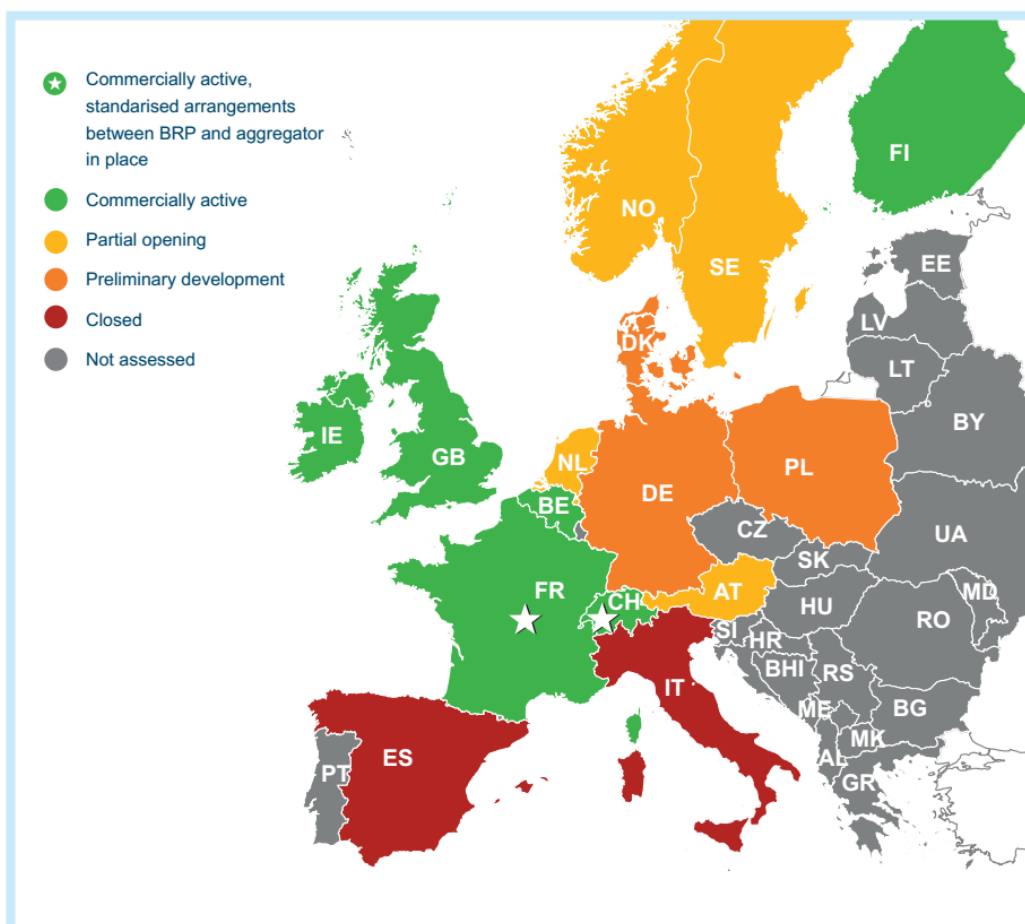 Commercially active,
standarised arrangements
between BRP and aggregator
in place
Commercially active
Partial opening
Preliminary development
Closed
Not assessed
FI
NO
SE
EE
LV
DK
LT
BY
IE
GB
NL
PL
DE
BE
CZ
UA
SK
FR
CH
AT
MD
HU
RO
SI
HR
BHI
RS
IT
ME
BG
MK
ES
PT
AL
GR